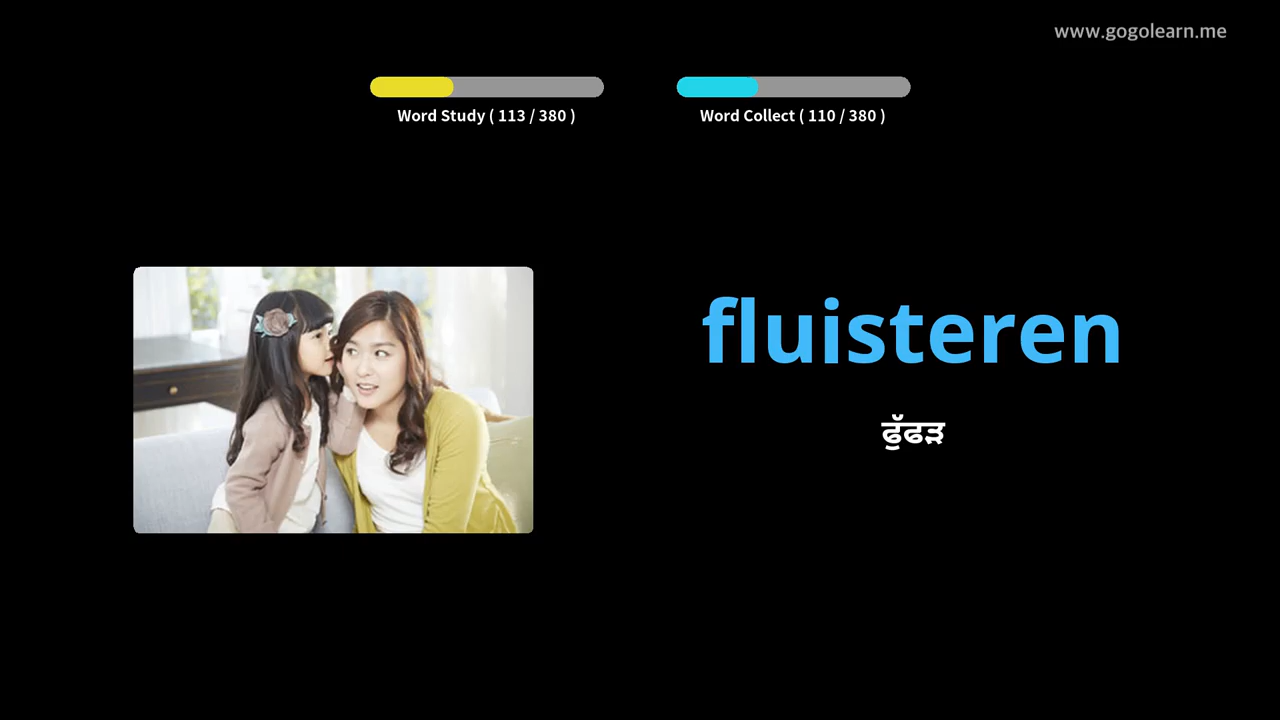 www.gogolearn.me
Word Study ( 113 / 380 )
Word Collect ( 110 / 380 )
fluisteren
ਫੁੱਫੜ